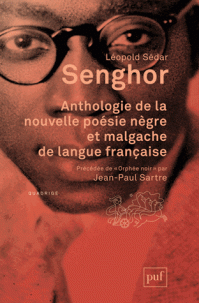 Léopold Sédar
Senghor
Anthologie de la
nouvelle poésie nègre
et malgache
de langue française
Précédée de « Orphée noir » par
Jean-Paul Sartre
QUADRIGE
puf